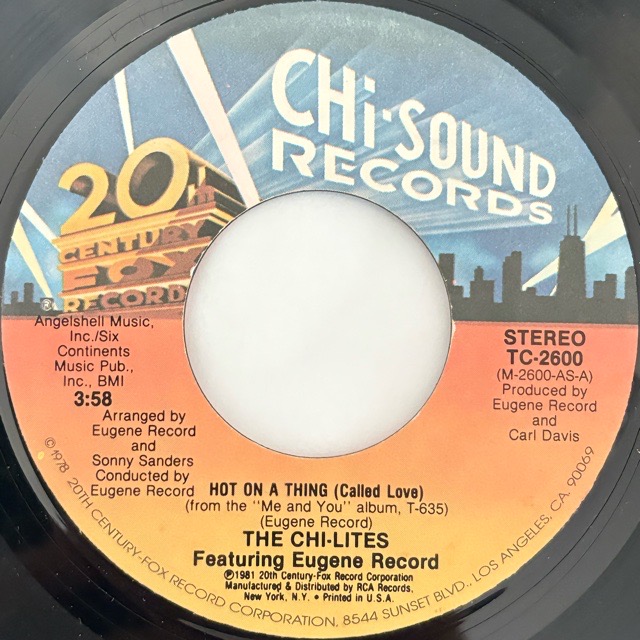 CHi-SOUND
RECORDS
20th
CENTURY
FOX
RECORDS
®
Angelshell Music,
Inc./Six
Continents
Music Pub.,
Inc., BMI
3:58
Arranged by
Eugene Record
and
Sonny Sanders
Conducted by
Eugene Record
STEREO
TC-2600
(M-2600-AS-A)
Produced by
Eugene Record
and
Carl Davis
HOT ON A THING (Called Love)
(from the "Me and You" album, T-635)
(Eugene Record)
THE CHI-LITES
Featuring Eugene Record
℗1981 20th Century-Fox Record Corporation
Manufactured & Distributed by RCA Records,
New York, N.Y. • Printed in U.S.A.
©1978 20TH CENTURY-FOX RECORD CORPORATION, 8544 SUNSET BLVD., LOS ANGELES, CA. 90069